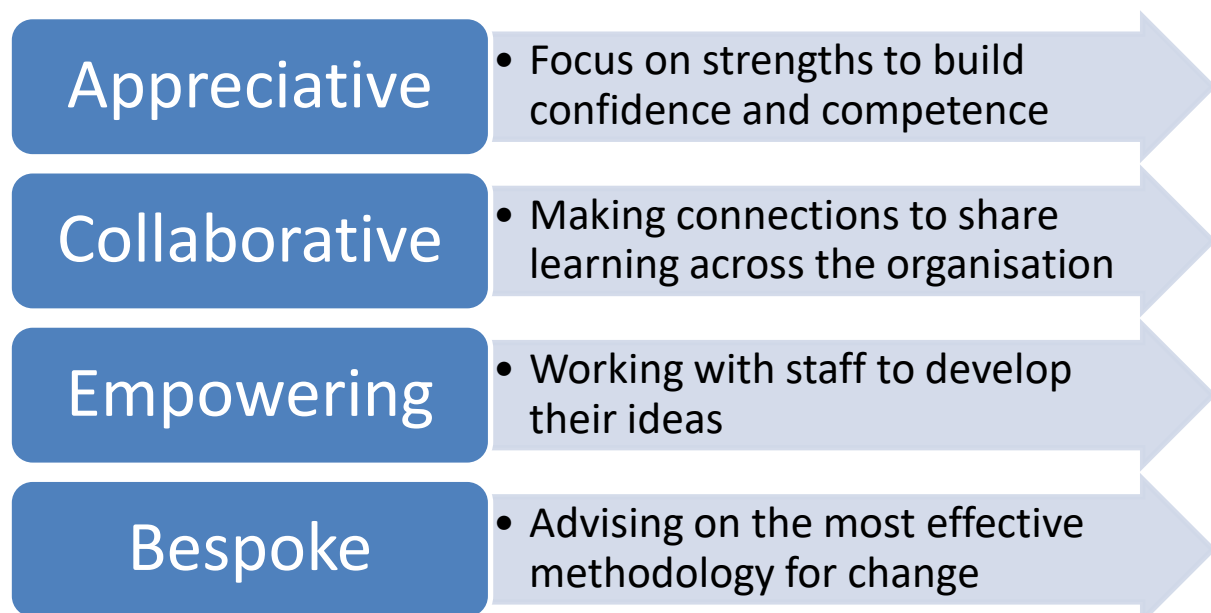 Appreciative
• Focus on strengths to build
confidence and competence
Collaborative
• Making connections to share
learning across the organisation
Empowering
• Working with staff to develop
their ideas
Bespoke
• Advising on the most effective
methodology for change